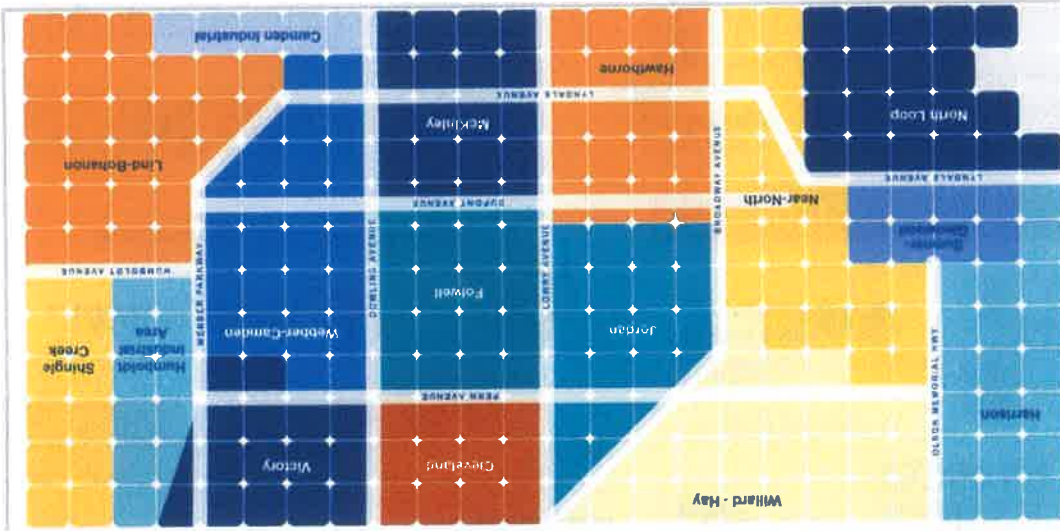 Harrison
Willard - Hay
Cleveland
Victory
OLSON MEMORIAL HWY
PENN AVENUE
Jordan
Folwell
Webber-Camden
Humboldt
Industrial
Area
Shingle
Creek
LOWRY AVENUE
DOWLING AVENUE
WEBBER PARKWAY
HUMBOLDT AVENUE
Sumner-
Glenwood
Near-North
BROADWAY AVENUE
DUPONT AVENUE
LYNDALE AVENUE
Lind-Bohanon
North Loop
McKinley
LYNDALE AVENUE
Hawthorne
Camden Industrial